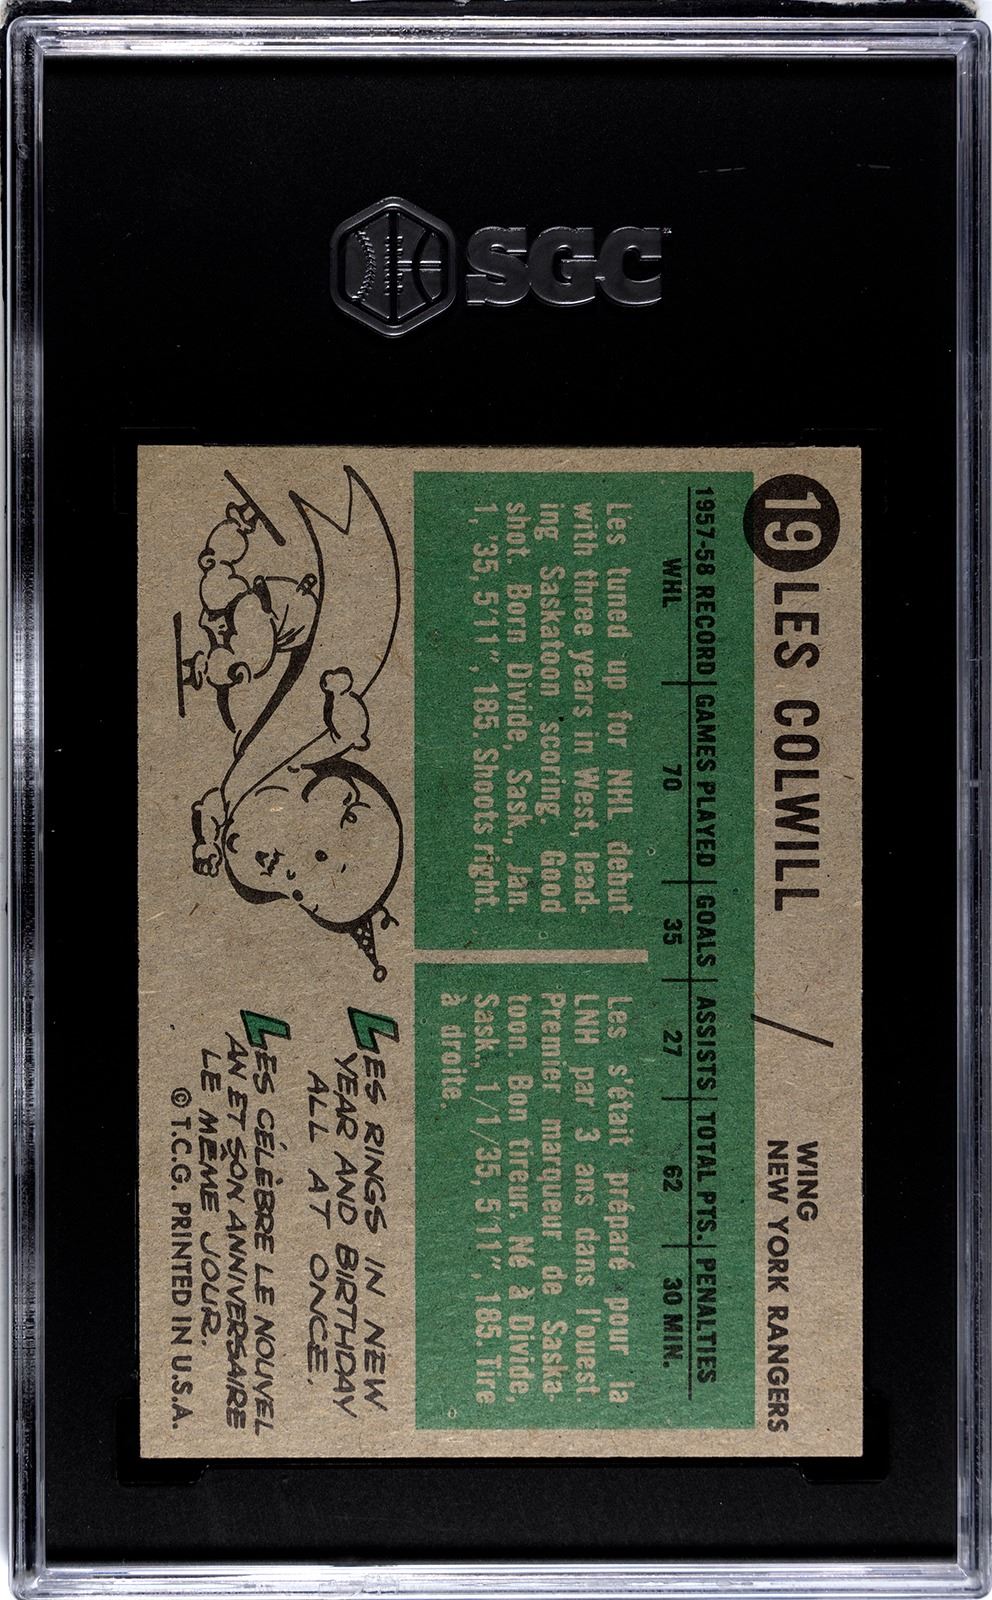 SGC
19 LES COLWILL
WING
NEW YORK RANGERS
1957-58 RECORD GAMES PLAYED GOALS ASSISTS TOTAL PTS. PENALTIES
WHL 70 35 27 62 30 MIN.
Les tuned up for NHL debut
with three years in West, lead-
ing Saskatoon scoring. Good
shot. Born Divide, Sask., Jan.
1, '35, 5'11", 185. Shoots right.
Les s'était préparé pour la
LNH par 3 ans dans l'ouest.
Premier marqueur de Saska-
toon. Bon tireur. Né à Divide,
Sask., 1/1/35, 5'11", 185. Tire
à droite.
LES RINGS IN NEW
YEAR AND BIRTHDAY
ALL AT ONCE.
LES CÉLÈBRE LE NOUVEL
AN ET SON ANNIVERSAIRE
LE MÊME JOUR.
© T.C.G. PRINTED IN U.S.A.